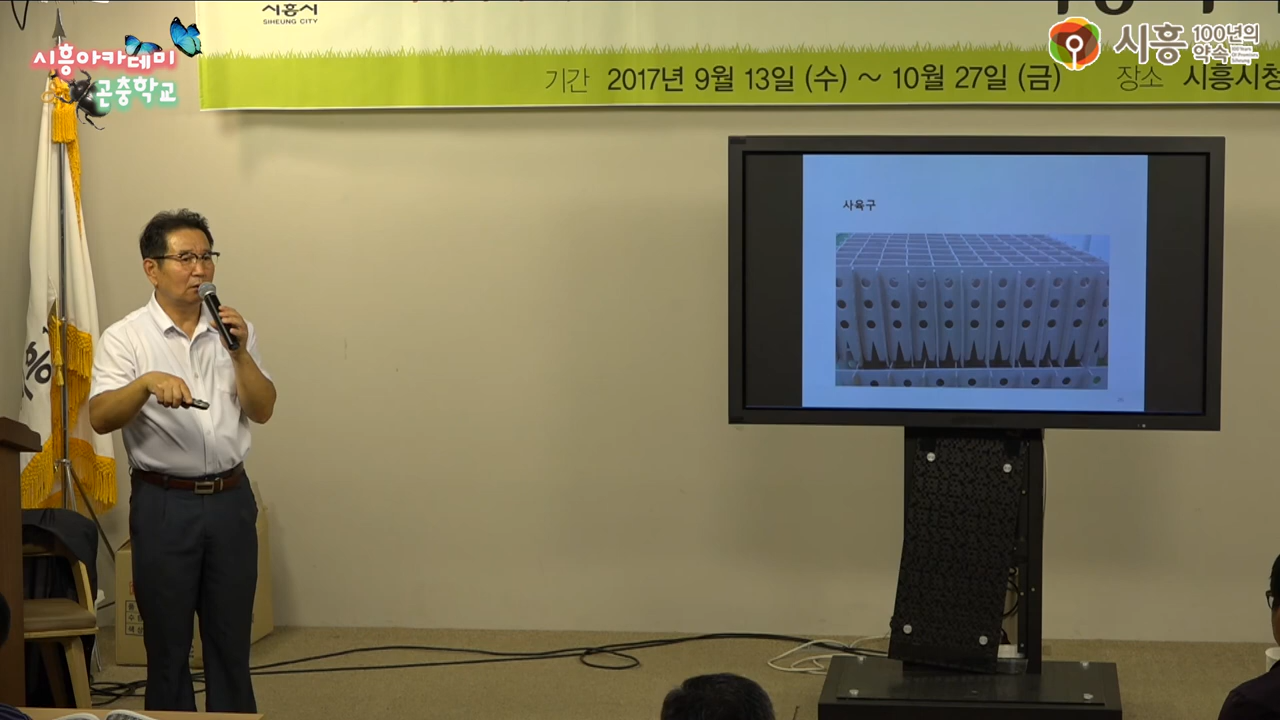 시흥시
SIHEUNG CITY
시흥아카데미
곤충학교
시흥 100년의
약속
기간 2017년 9월 13일 (수) ~ 10월 27일 (금) 장소 시흥시청
사육구